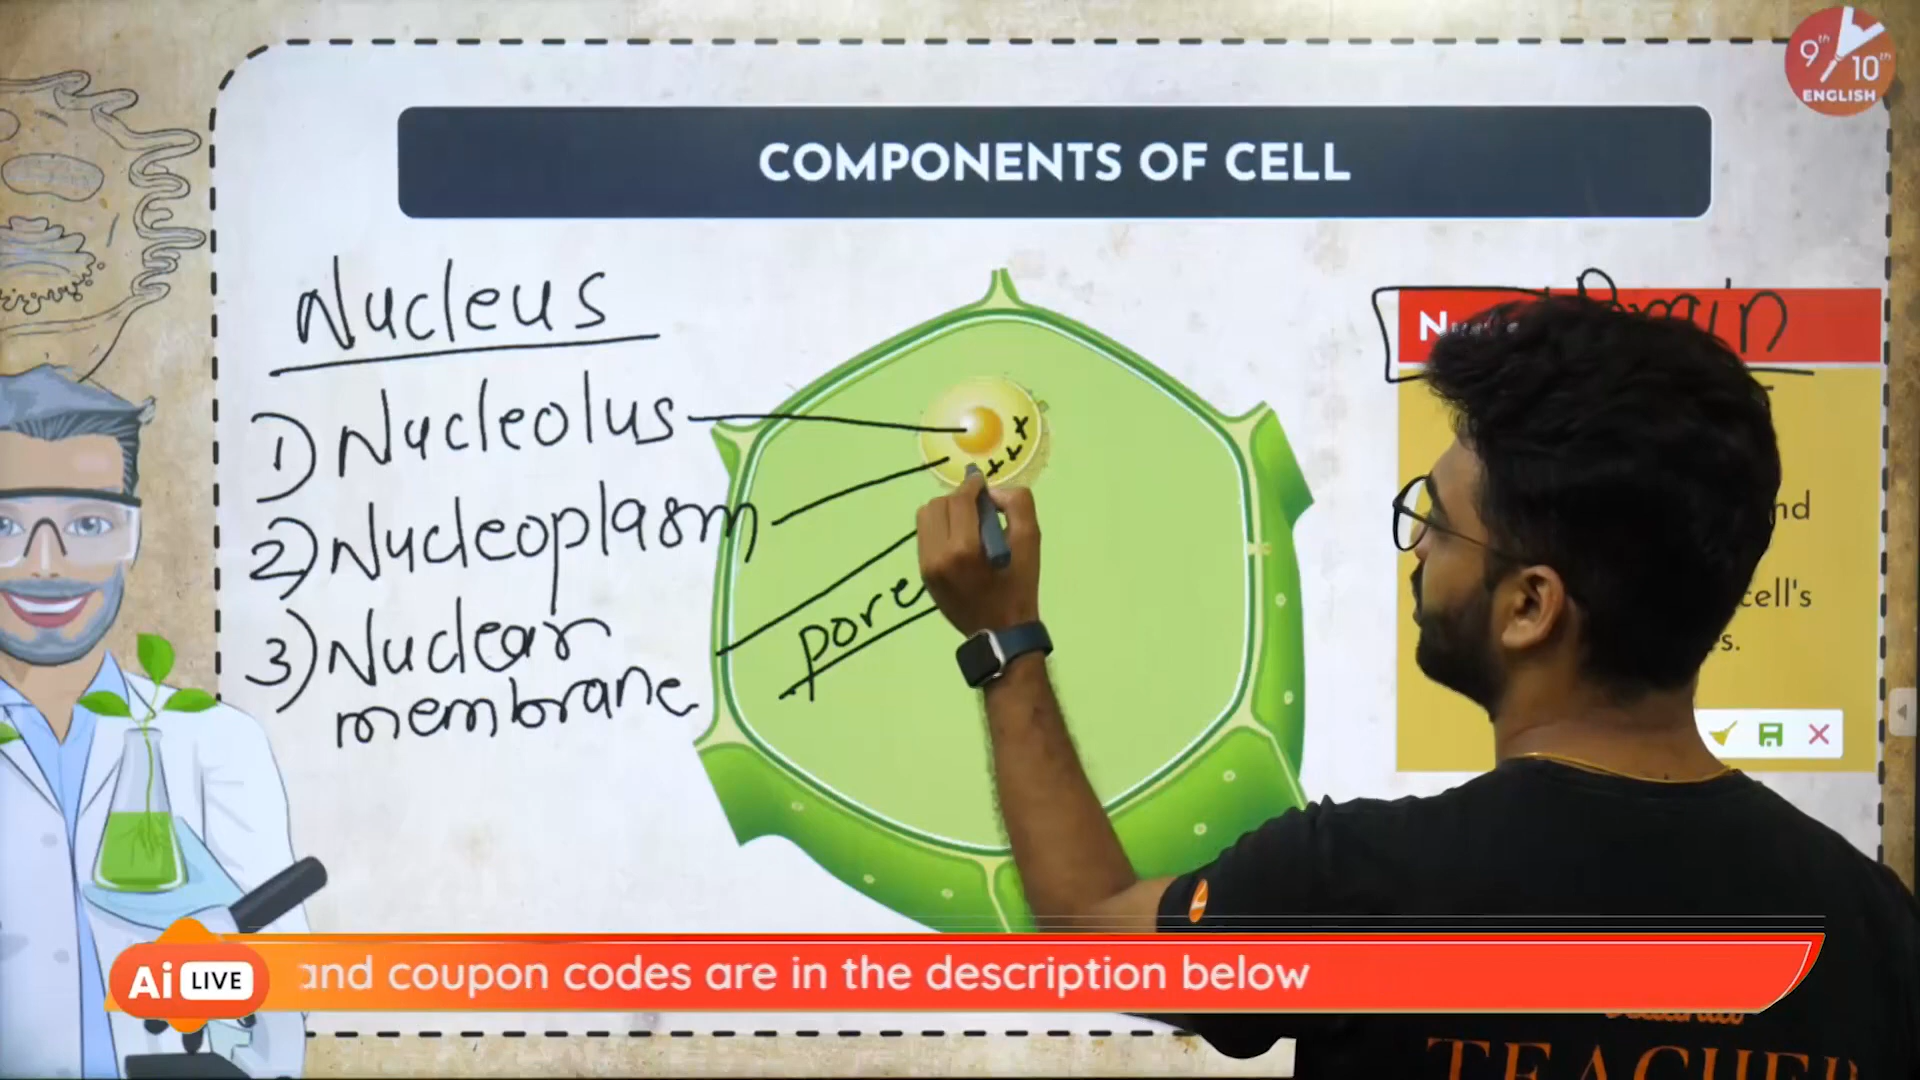 9th 10th
ENGLISH
COMPONENTS OF CELL
Nucleus
1) Nucleolus
2) Nucleoplasm
3) Nuclear
membrane
pore
cell's
Ai LIVE and coupon codes are in the description below
TEACHER